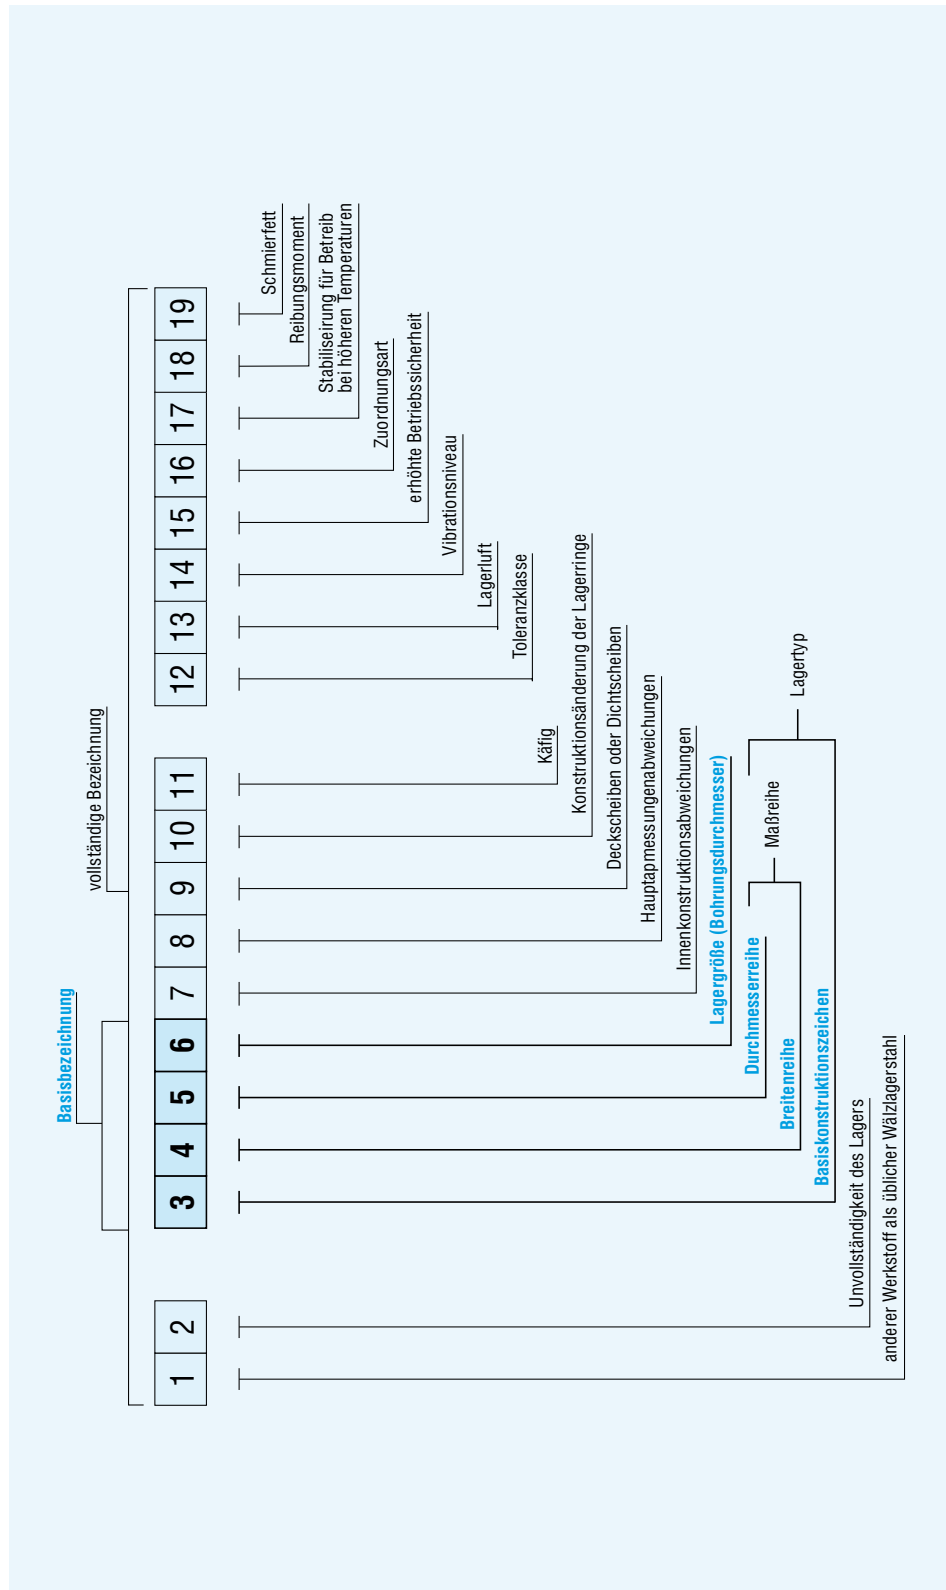 Basisbezeichnung
vollständige Bezeichnung
1 2 3 4 5 6 7 8 9 10 11 12 13 14 15 16 17 18 19
Schmierfett
Reibungsmoment
Stabiliseirung für Betreib
bei höheren Temperaturen
Zuordnungsart
erhöhte Betriebssicherheit
Vibrationsniveau
Lagerluft
Toleranzklasse
Käfig
Konstruktionsänderung der Lagerringe
Deckscheiben oder Dichtscheiben
Hauptapmessungenabweichungen
Innenkonstruktionsabweichungen
Lagergröße (Bohrungsdurchmesser)
Durchmesserreihe
Maßreihe
Breitenreihe
Lagertyp
Basiskonstruktionszeichen
Unvollständigkeit des Lagers
anderer Werkstoff als üblicher Wälzlagerstahl